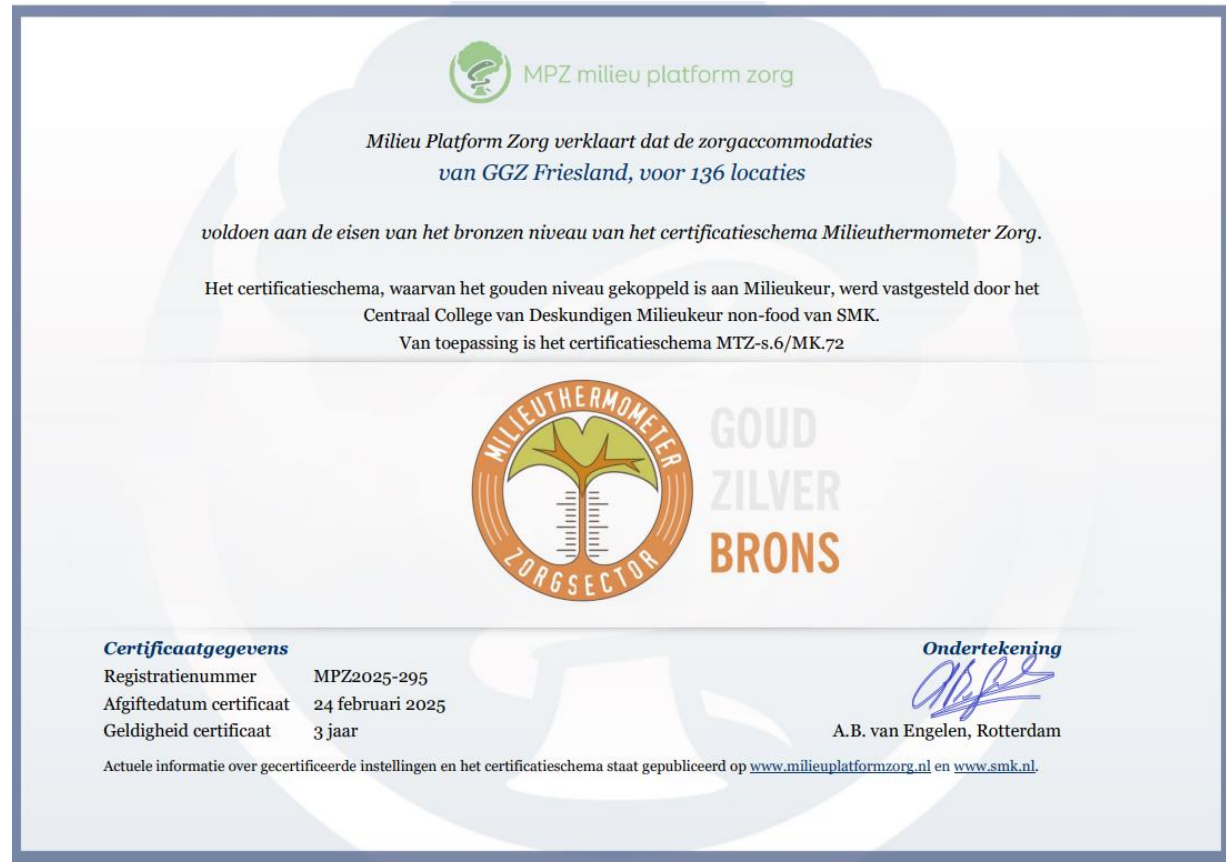 MPZ milieu platform zorg
Milieu Platform Zorg verklaart dat de zorgaccommodaties
van GGZ Friesland, voor 136 locaties
voldoen aan de eisen van het bronzen niveau van het certificatieschema Milieuthermometer Zorg.
Het certificatieschema, waarvan het gouden niveau gekoppeld is aan Milieukeur, werd vastgesteld door het
Centraal College van Deskundigen Milieukeur non-food van SMK.
Van toepassing is het certificatieschema MTZ-s.6/MK.72
MILIEUTHERMOMETER
ZORGSECTOR
GOUD
ZILVER
BRONS
Certificaatgegevens
Registratienummer MPZ2025-295
Afgiftedatum certificaat 24 februari 2025
Geldigheid certificaat 3 jaar
Ondertekening
A.B. van Engelen, Rotterdam
Actuele informatie over gecertificeerde instellingen en het certificatieschema staat gepubliceerd op www.milieuplatformzorg.nl en www.smk.nl.